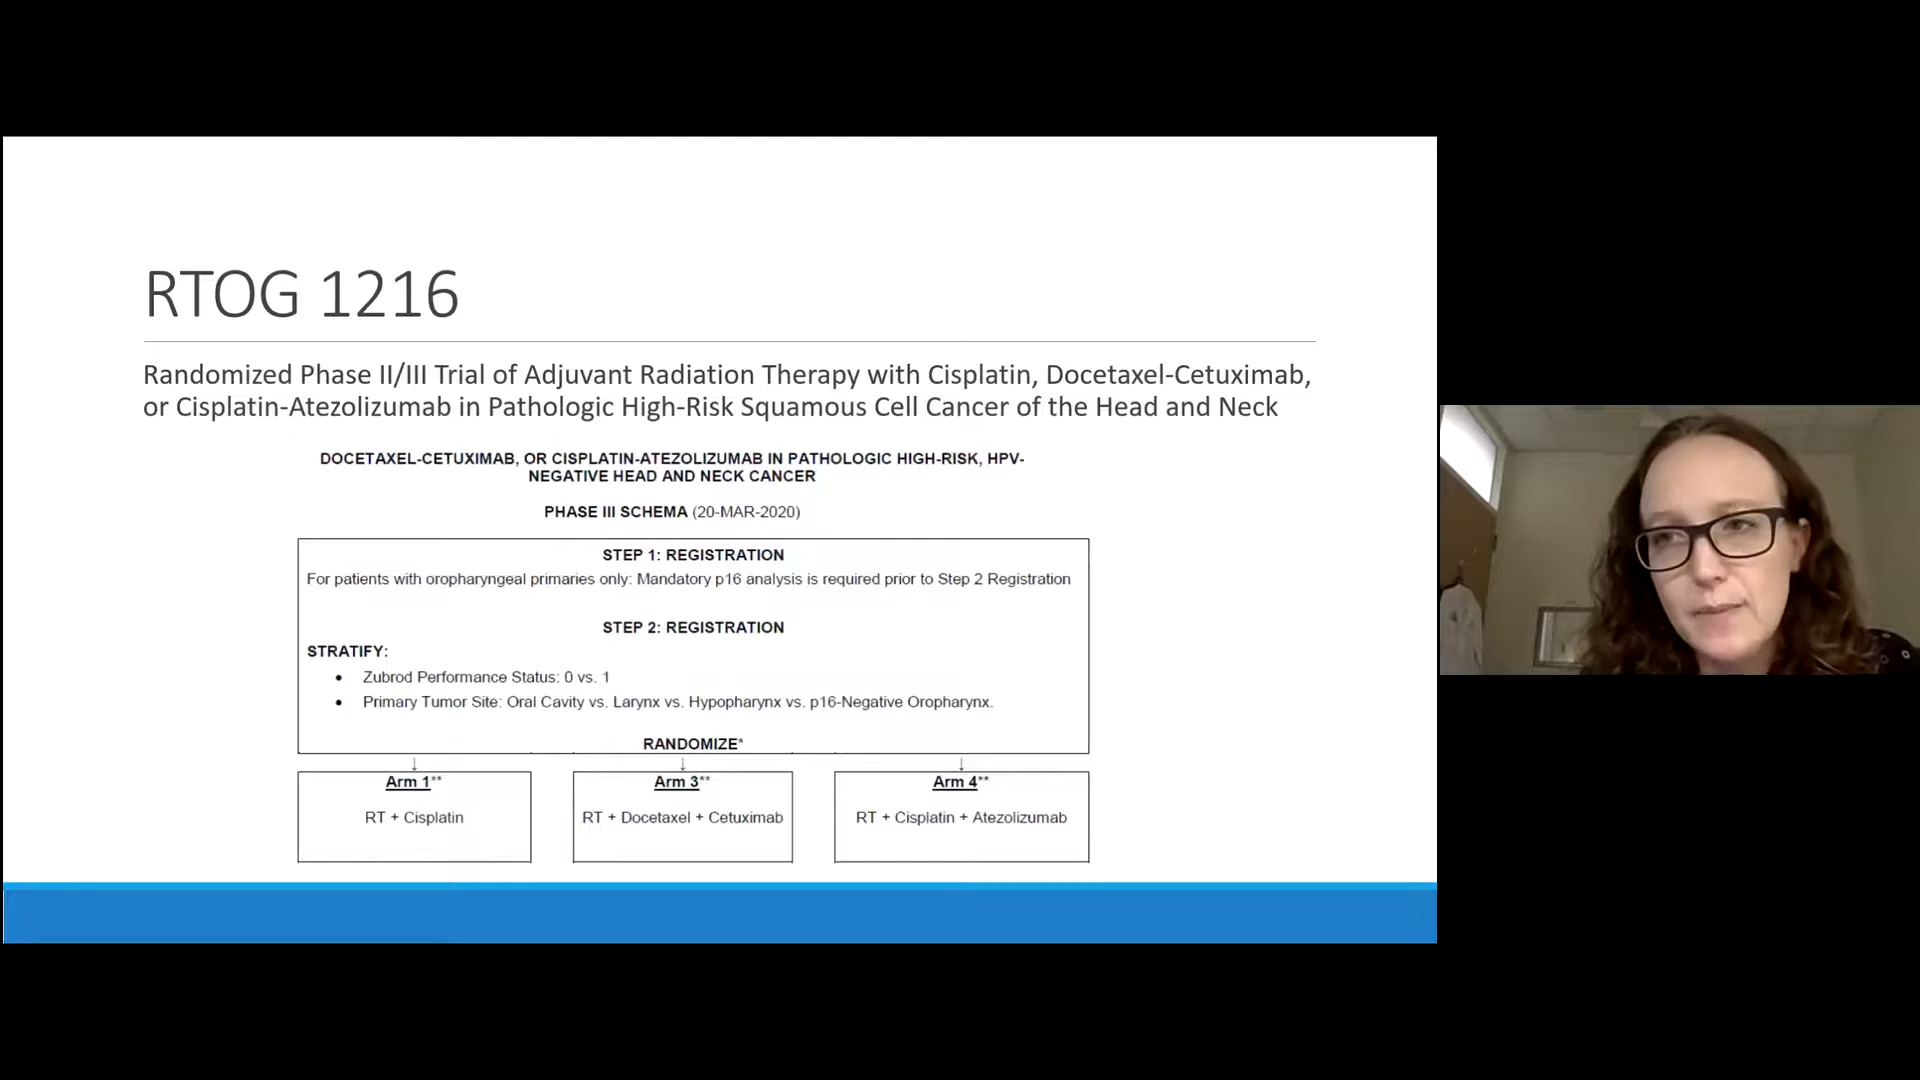 RTOG 1216
Randomized Phase II/III Trial of Adjuvant Radiation Therapy with Cisplatin, Docetaxel-Cetuximab,
or Cisplatin-Atezolizumab in Pathologic High-Risk Squamous Cell Cancer of the Head and Neck
DOCETAXEL-CETUXIMAB, OR CISPLATIN-ATEZOLIZUMAB IN PATHOLOGIC HIGH-RISK, HPV-
NEGATIVE HEAD AND NECK CANCER
PHASE III SCHEMA (20-MAR-2020)
STEP 1: REGISTRATION
For patients with oropharyngeal primaries only: Mandatory p16 analysis is required prior to Step 2 Registration
STEP 2: REGISTRATION
STRATIFY:
• Zubrod Performance Status: 0 vs. 1
• Primary Tumor Site: Oral Cavity vs. Larynx vs. Hypopharynx vs. p16-Negative Oropharynx.
RANDOMIZE*
Arm 1**
RT + Cisplatin
Arm 3**
RT + Docetaxel + Cetuximab
Arm 4**
RT + Cisplatin + Atezolizumab